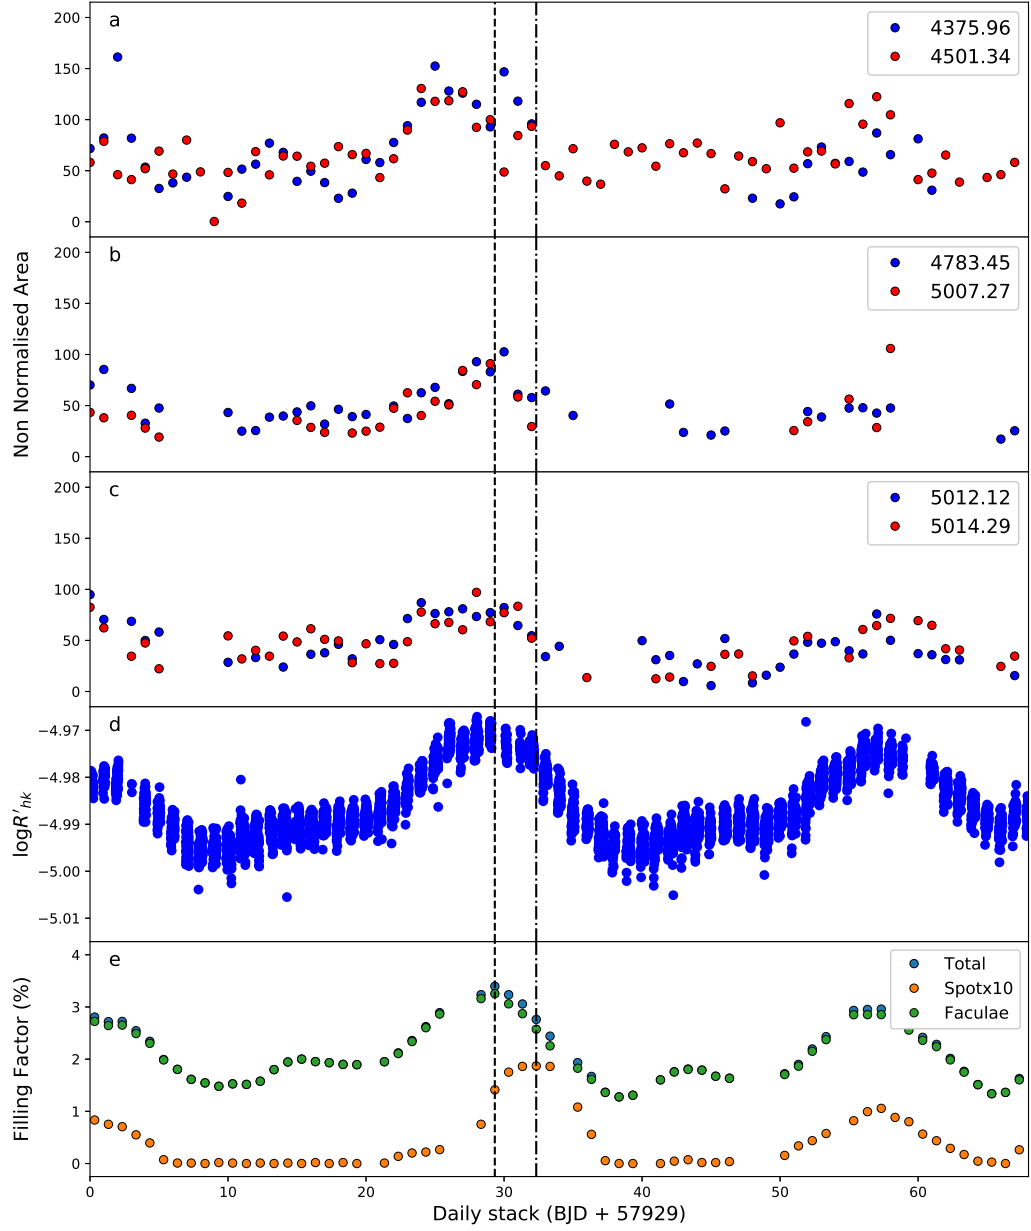 a
200
150
100
50
0
4375.96
4501.34
b
200
150
100
50
0
4783.45
5007.27
Non Normalised Area
c
200
150
100
50
0
5012.12
5014.29
d
−4.97
−4.98
−4.99
−5.00
−5.01
logR′hk
e
4
3
2
1
0
Total
Spotx10
Faculae
Filling Factor (%)
0 10 20 30 40 50 60
Daily stack (BJD + 57929)